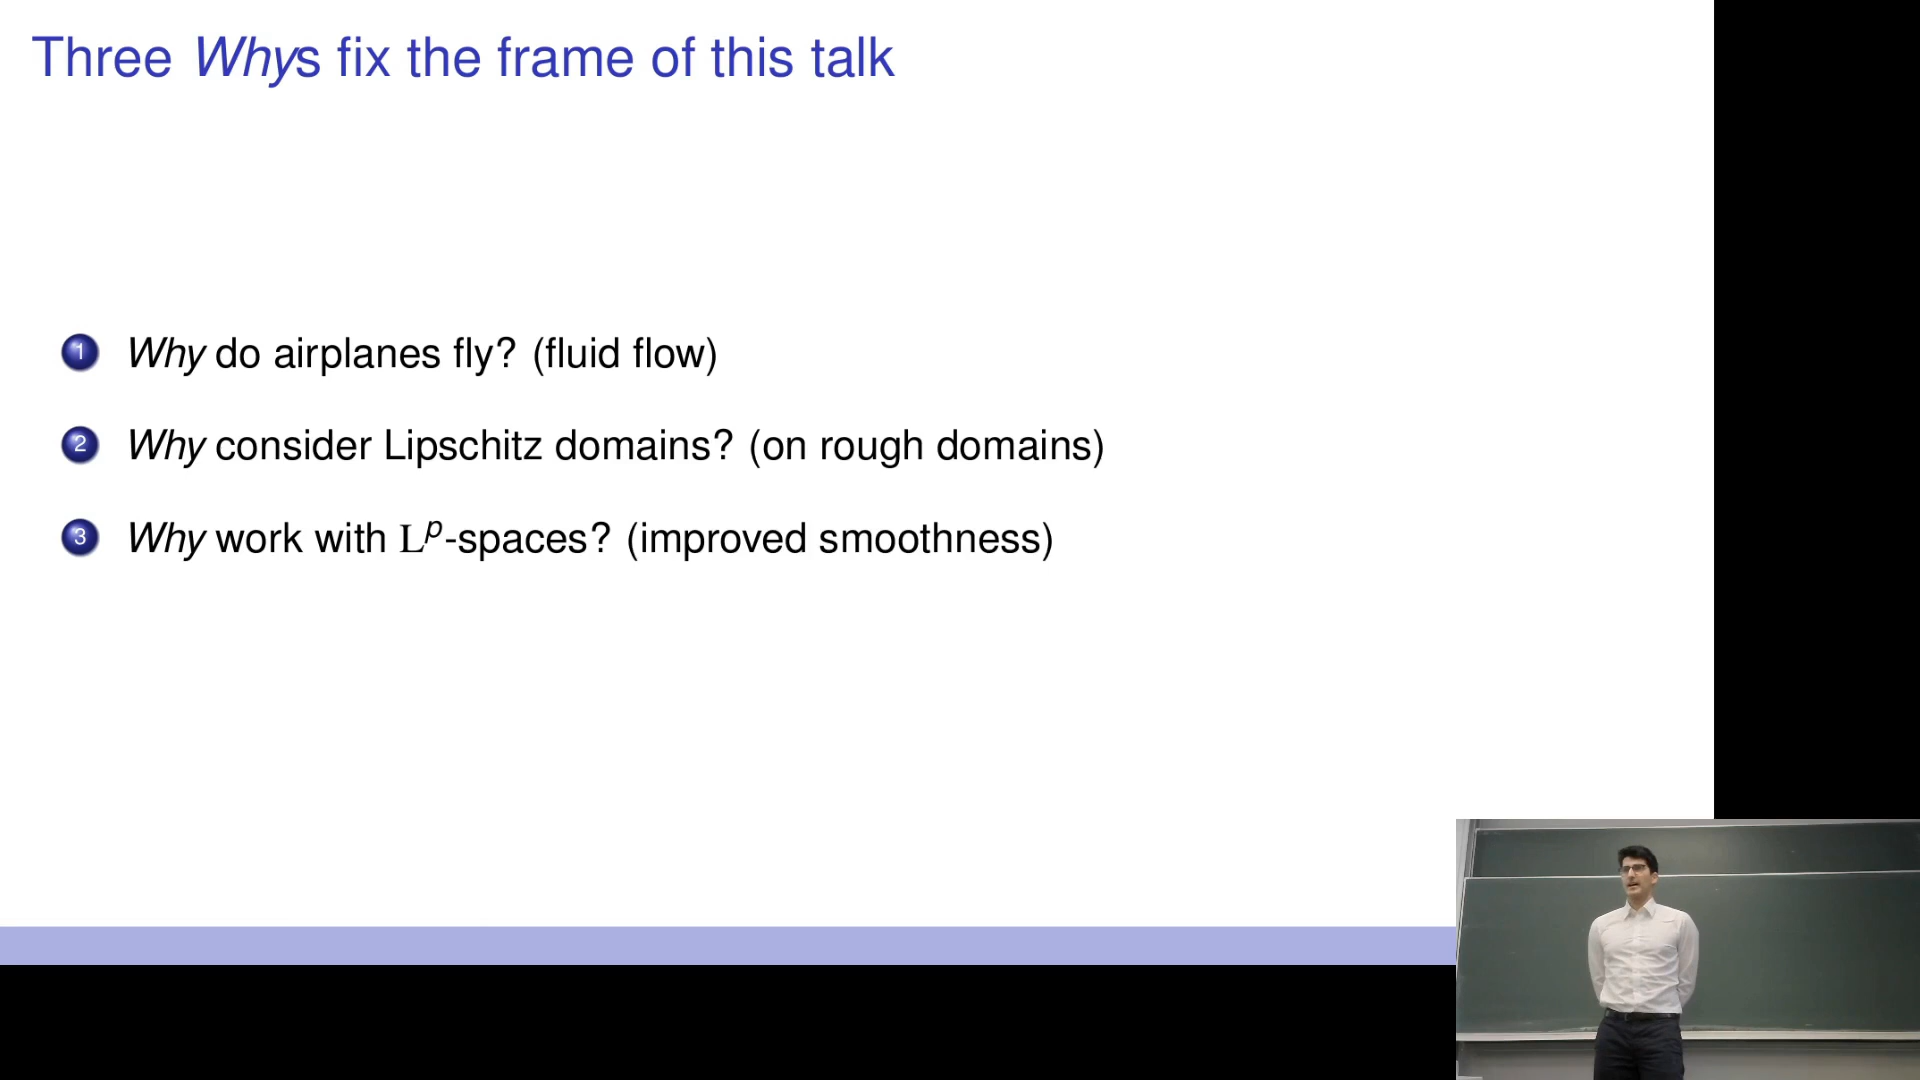 Three Whys fix the frame of this talk
1 Why do airplanes fly? (fluid flow)
2 Why consider Lipschitz domains? (on rough domains)
3 Why work with Lᵖ-spaces? (improved smoothness)